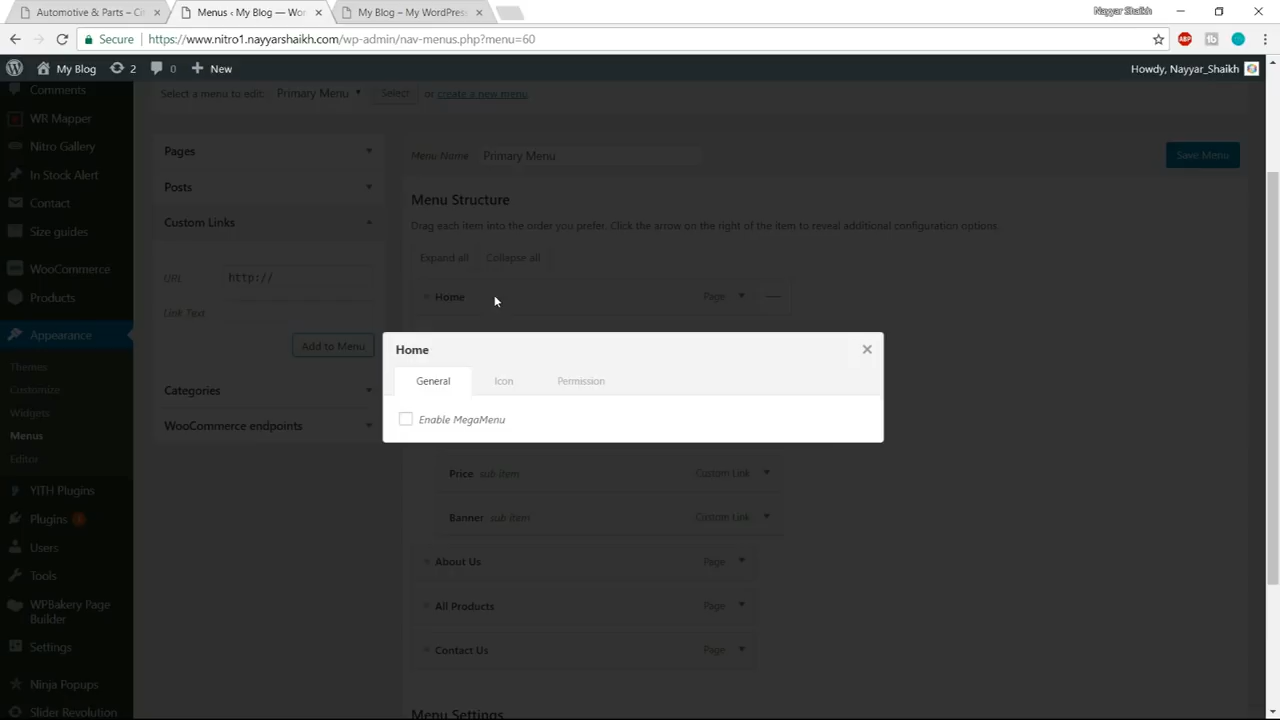 Automotive & Parts – Ci
Menus ‹ My Blog — Wor
My Blog – My WordPress
Nayyar Shaikh
Secure
https://www.nitro1.nayyarshaikh.com/wp-admin/nav-menus.php?menu=60
ABP
My Blog
2
0
New
Howdy, Nayyar_Shaikh
Comments
WR Mapper
Nitro Gallery
In Stock Alert
Contact
Size guides
WooCommerce
Products
Appearance
Themes
Customize
Widgets
Menus
Editor
YITH Plugins
Plugins
Users
Tools
WPBakery Page
Builder
Settings
Ninja Popups
Slider Revolution
Select a menu to edit: Primary Menu Select or create a new menu.
Pages
Posts
Custom Links
URL http://
Link Text
Add to Menu
Categories
WooCommerce endpoints
Menu Name Primary Menu
Save Menu
Menu Structure
Drag each item into the order you prefer. Click the arrow on the right of the item to reveal additional configuration options.
Expand all Collapse all
Home Page
Home
General Icon Permission
Enable MegaMenu
Price sub item Custom Link
Banner sub item Custom Link
About Us Page
All Products Page
Contact Us Page
Menu Settings